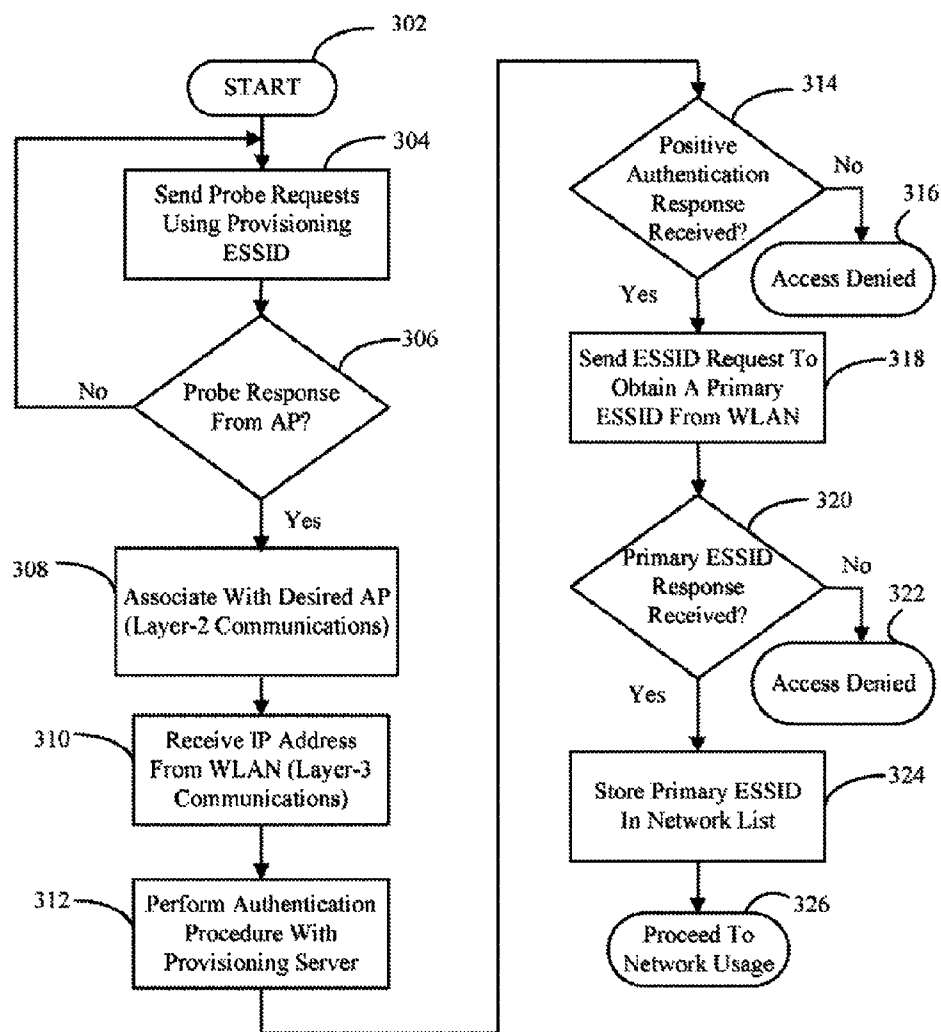 302
START
304
Send Probe Requests
Using Provisioning
ESSID
306
Probe Response
From AP?
No
Yes
308
Associate With Desired AP
(Layer-2 Communications)
310
Receive IP Address
From WLAN (Layer-3
Communications)
312
Perform Authentication
Procedure With
Provisioning Server
314
Positive
Authentication
Response
Received?
No
316
Access Denied
Yes
Send ESSID Request To
Obtain A Primary
ESSID From WLAN
318
320
Primary ESSID
Response
Received?
No
322
Access Denied
Yes
Store Primary ESSID
In Network List
324
326
Proceed To
Network Usage